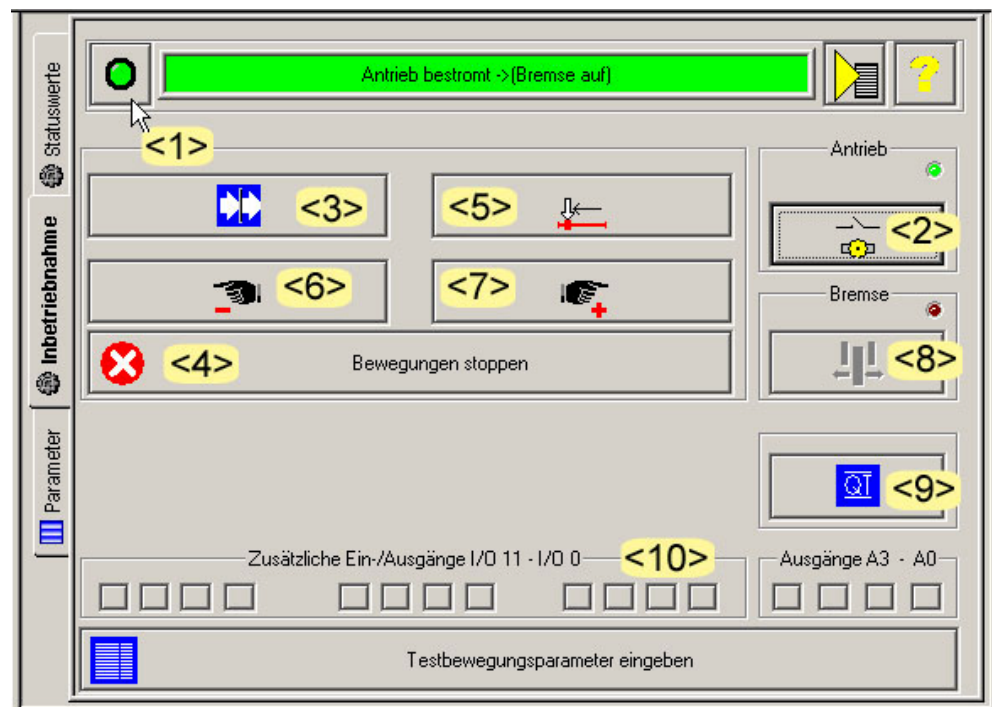 Statuswerte
Inbetriebnahme
Parameter
Antrieb bestromt ->(Bremse auf)
?
<1>
<3>
<5>
<6>
<7>
<4>
Bewegungen stoppen
Antrieb
<2>
Bremse
<8>
QT
<9>
Zusätzliche Ein-/Ausgänge I/O 11 - I/O 0
<10>
Ausgänge A3 - A0
Testbewegungsparameter eingeben